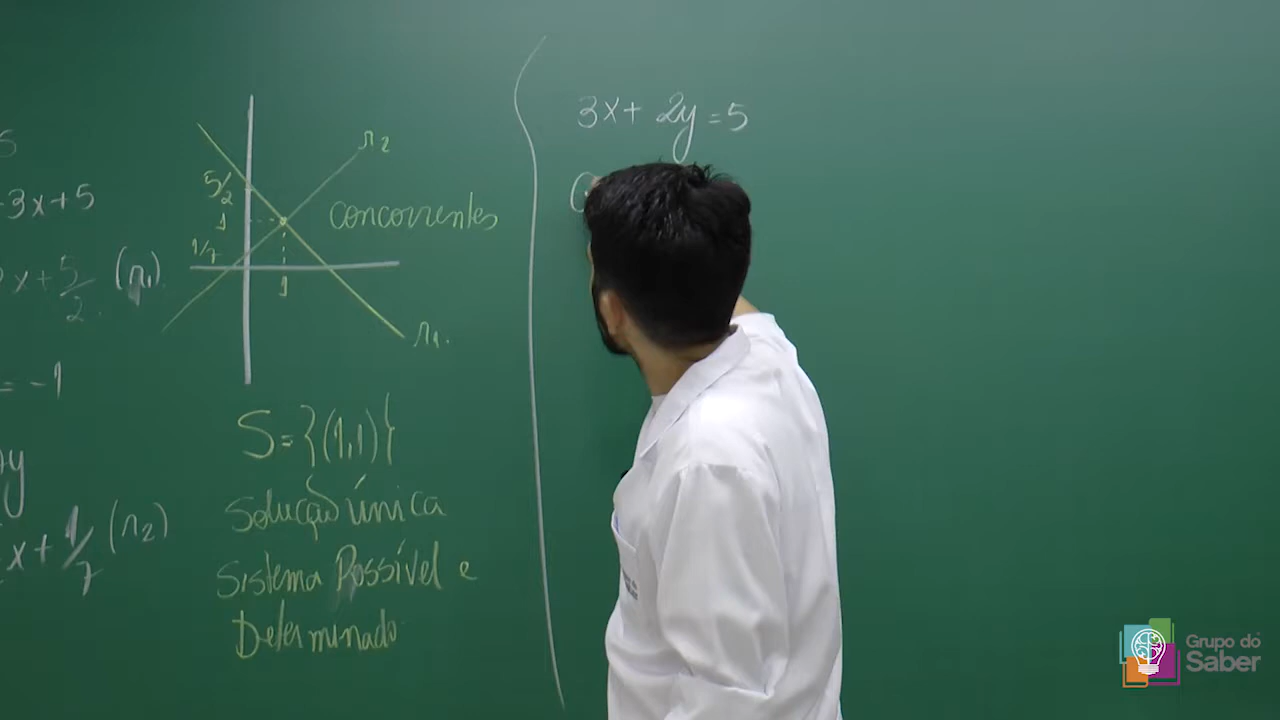 5
-3x+5
x+5/2 (r1)
= -1
y
x+1/7 (r2)
r2
5/2
1
1/7
1
concorrentes
r1.
S={(1,1)}
Solução única
Sistema Possível e
Determinado
3x+ 2y=5
Grupo do
Saber